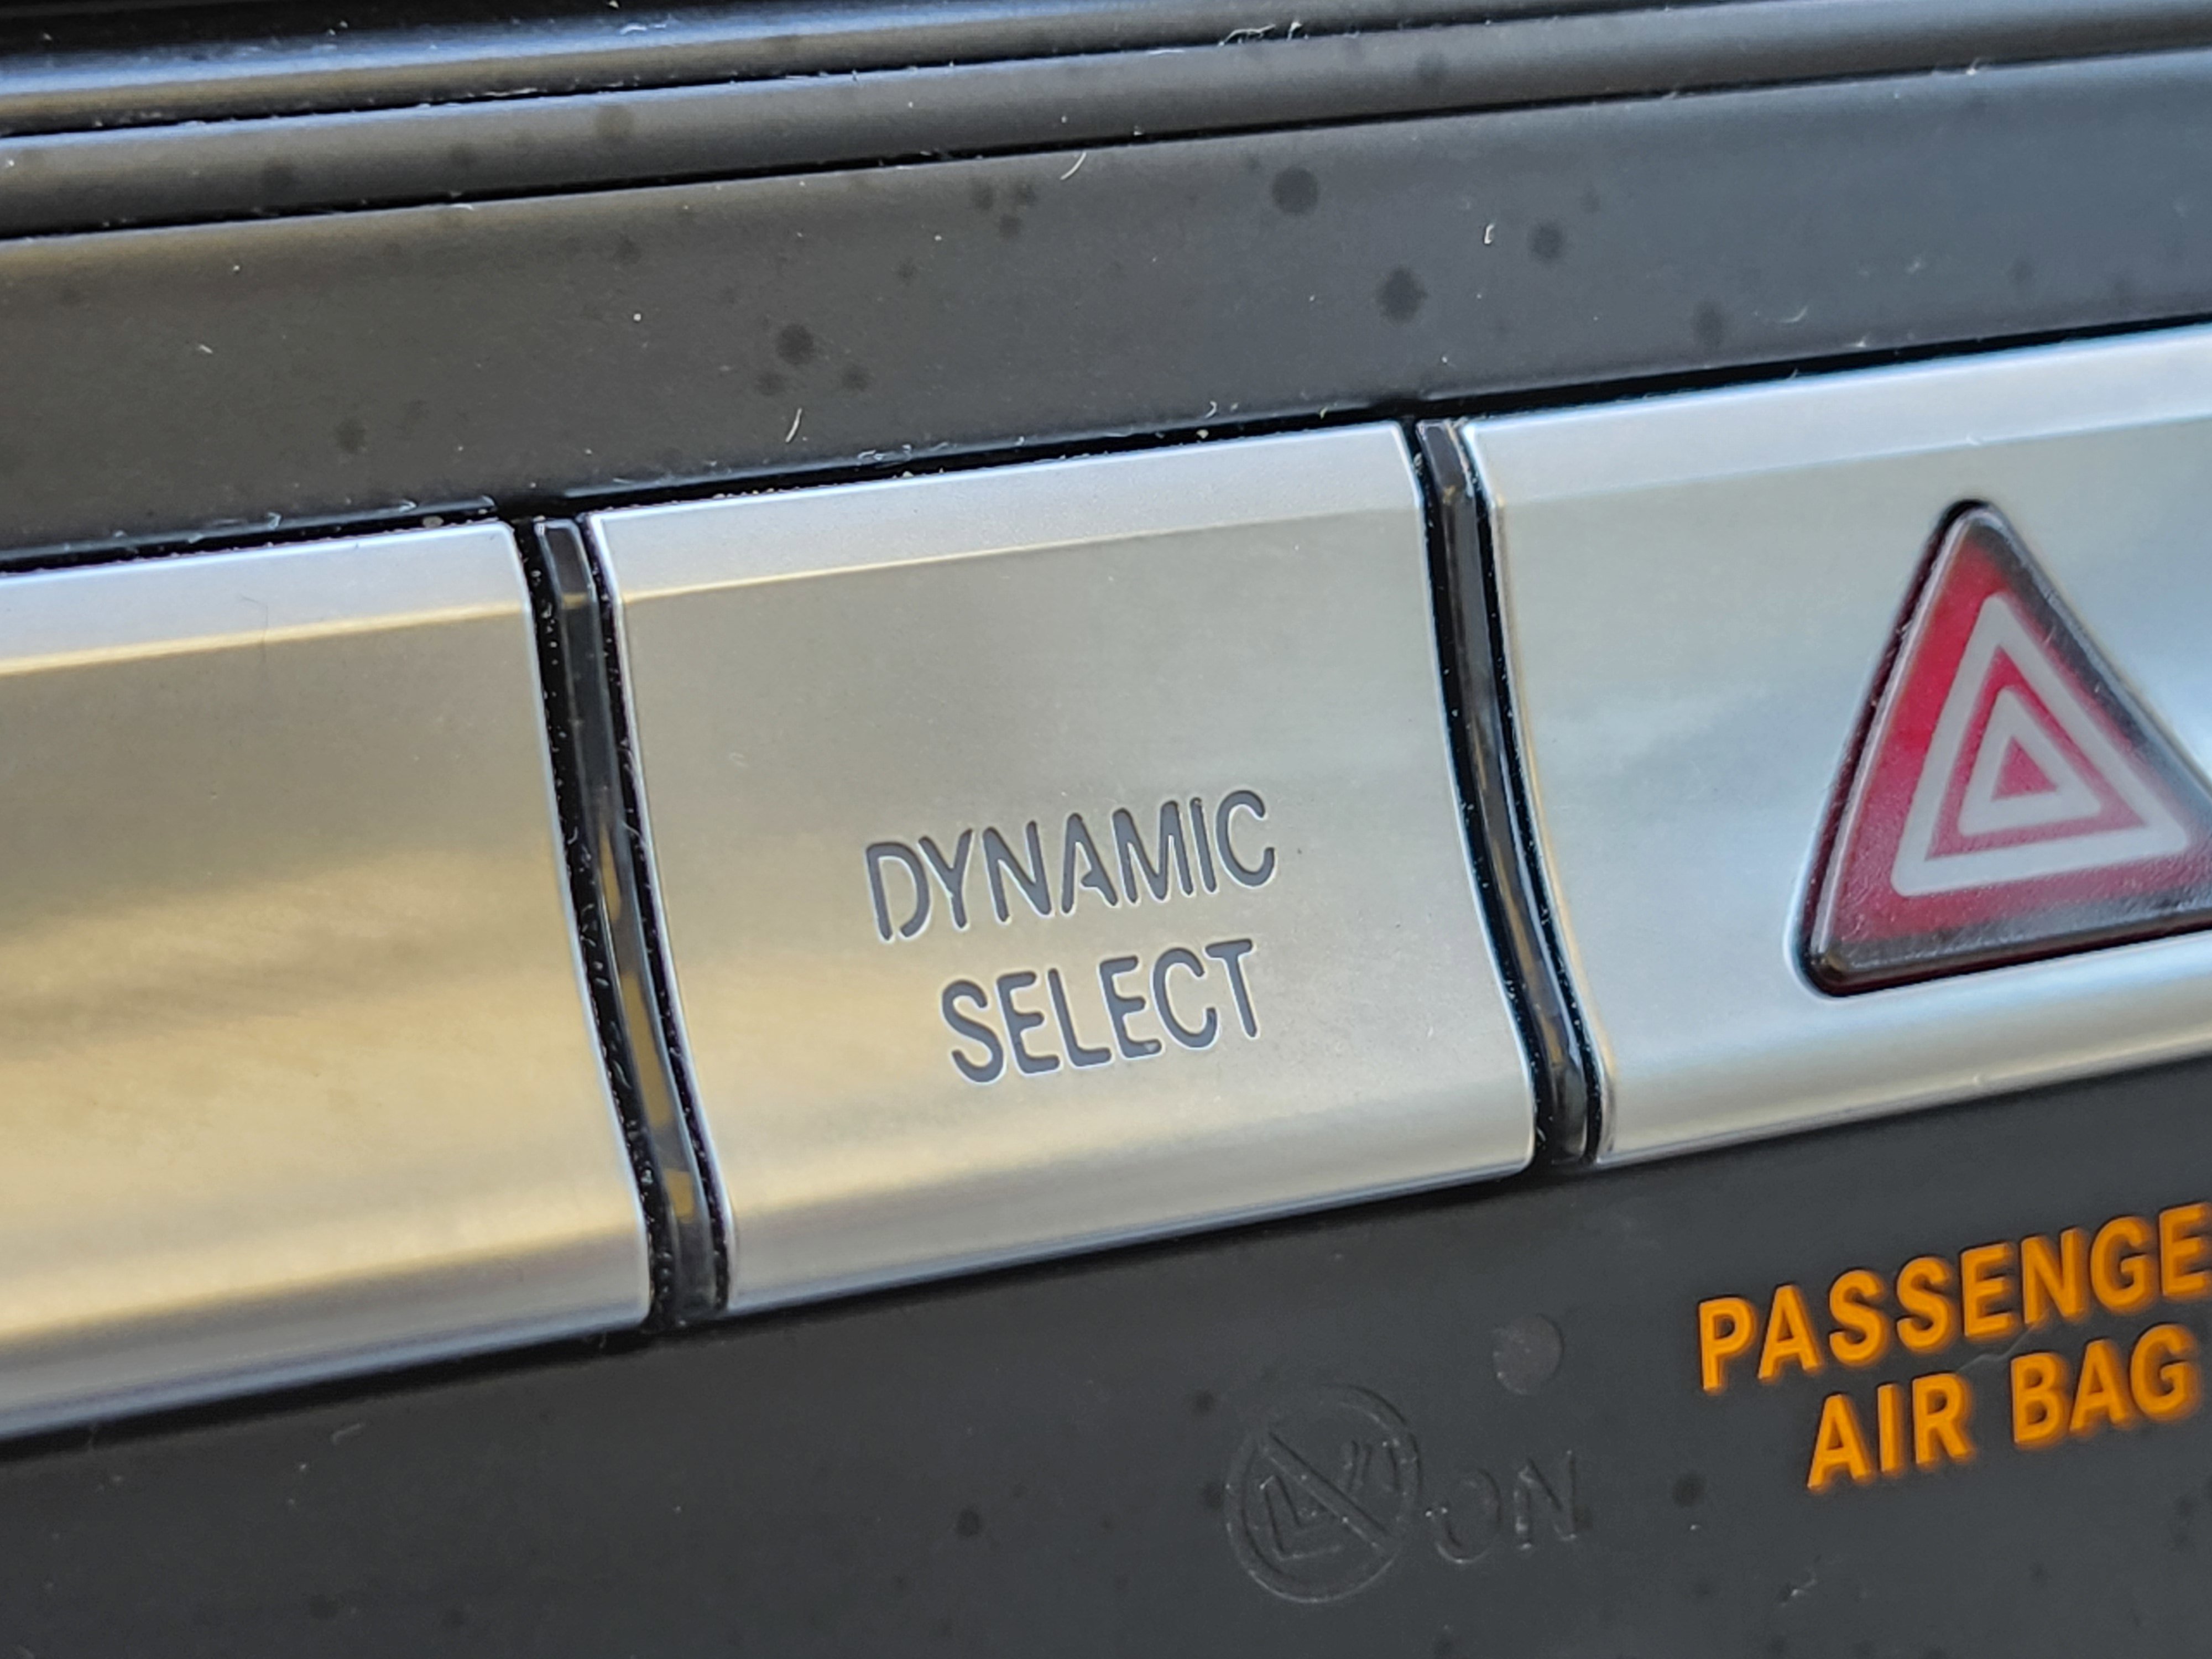 DYNAMIC
SELECT
PASSENGE
AIR BAG
ON